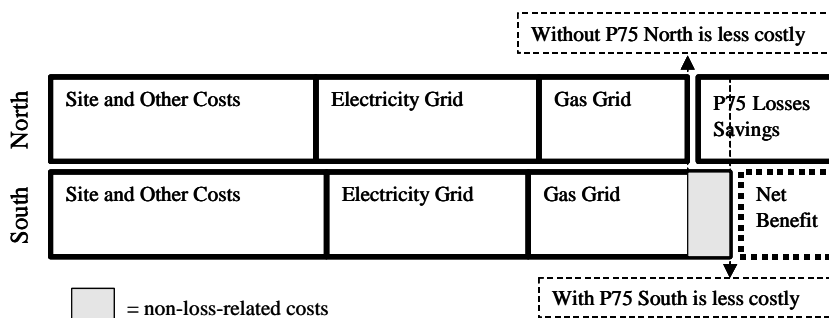 Without P75 North is less costly
North
Site and Other Costs
Electricity Grid
Gas Grid
P75 Losses
Savings
South
Site and Other Costs
Electricity Grid
Gas Grid
Net
Benefit
= non-loss-related costs
With P75 South is less costly